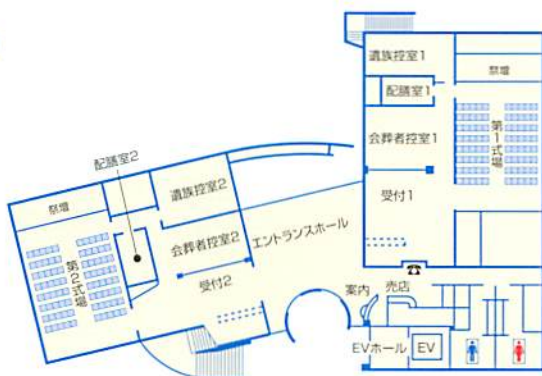 遺族控室1
祭壇
配膳室1
第1式場
会葬者控室1
配膳室2
受付1
遺族控室2
祭壇
会葬者控室2
エントランスホール
第2式場
受付2
案内
売店
EVホール
EV